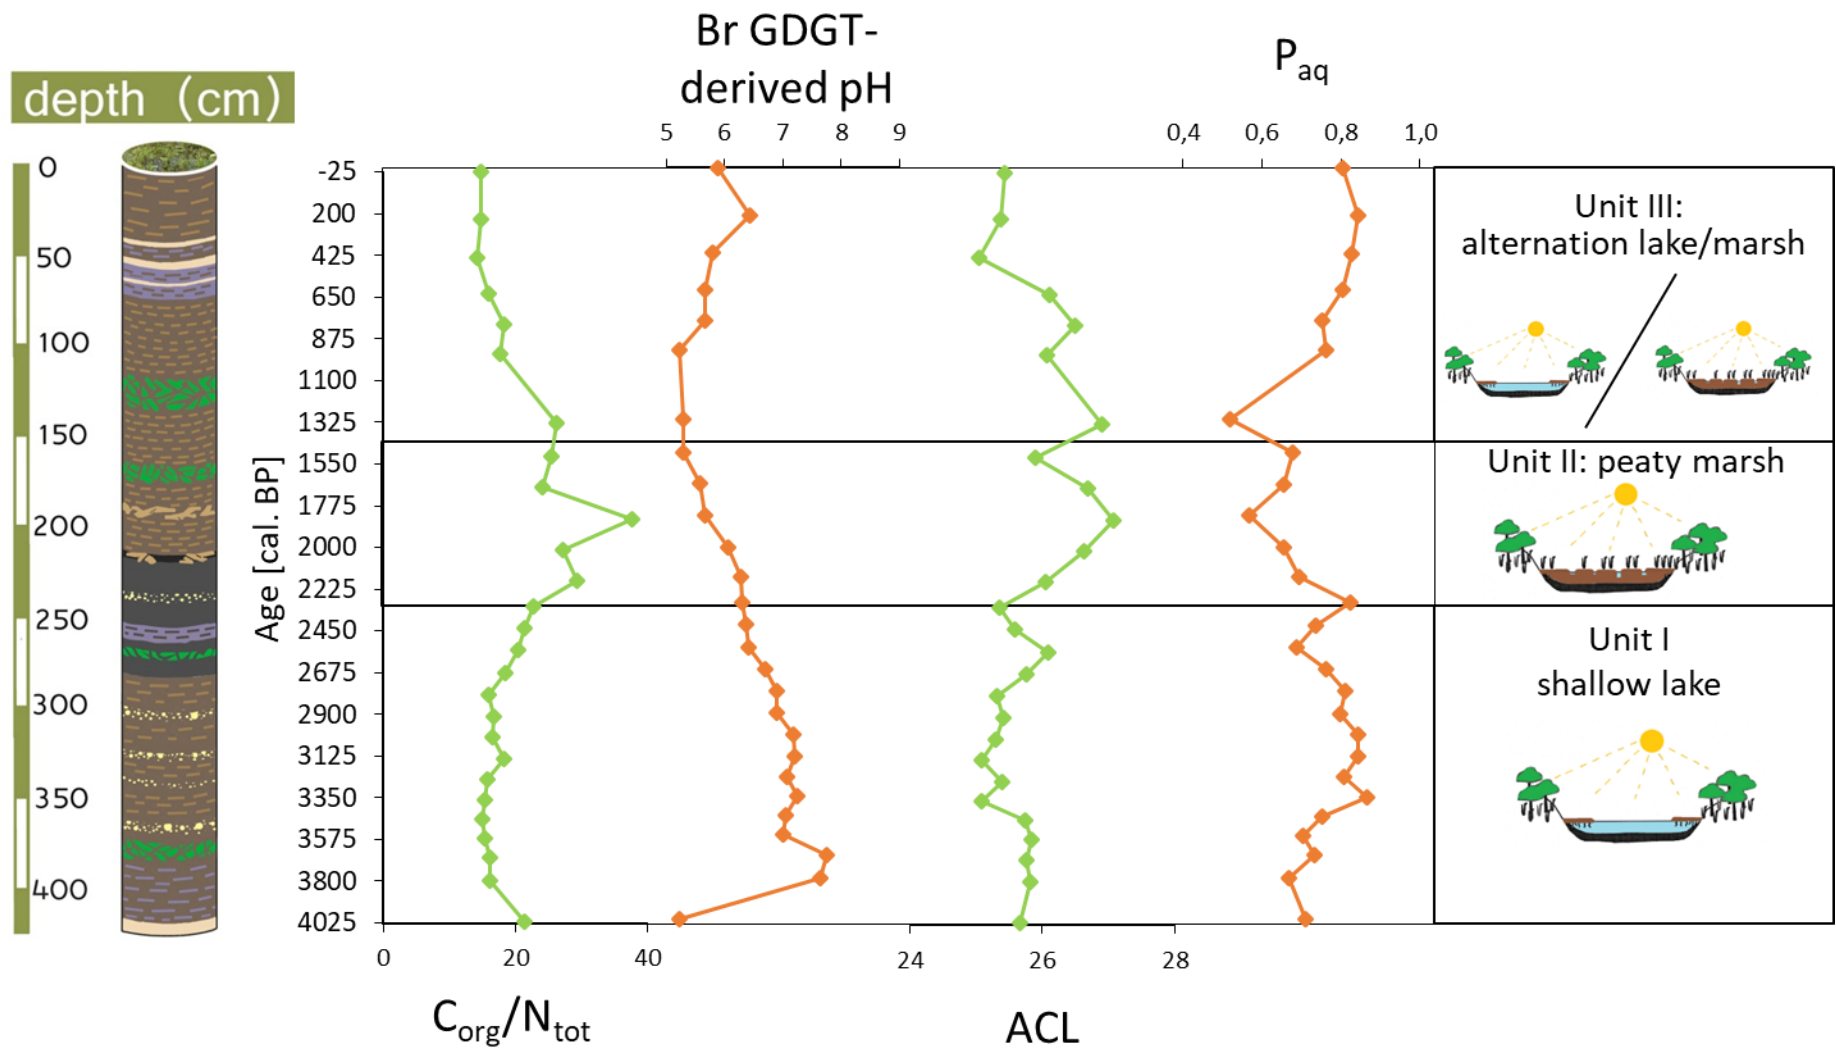 Br GDGT-
derived pH
P_aq
depth (cm)
5 6 7 8 9
0,4 0,6 0,8 1,0
0
50
100
150
200
250
300
350
400
Age [cal. BP]
-25
200
425
650
875
1100
1325
1550
1775
2000
2225
2450
2675
2900
3125
3350
3575
3800
4025
Unit III:
alternation lake/marsh
Unit II: peaty marsh
Unit I
shallow lake
0 20 40
24 26 28
C_org/N_tot
ACL